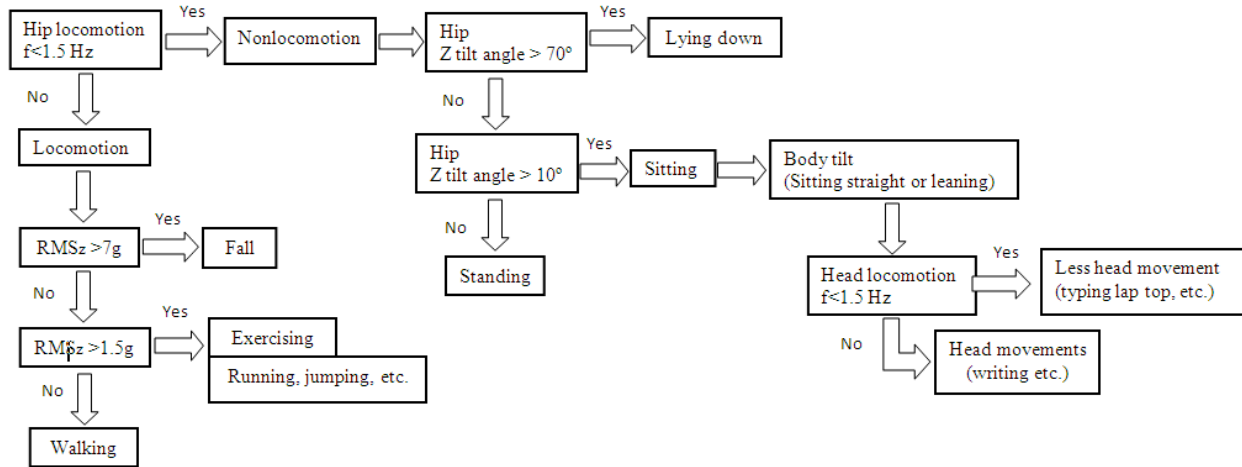 Hip locomotion
f<1.5 Hz
Yes
Nonlocomotion
Hip
Z tilt angle > 70°
Yes
Lying down
No
No
Locomotion
Hip
Z tilt angle > 10°
Yes
Sitting
Body tilt
(Sitting straight or leaning)
RMSz >7g
Yes
Fall
No
Standing
Head locomotion
f<1.5 Hz
Yes
Less head movement
(typing lap top, etc.)
No
RMSz >1.5g
Yes
Exercising
Running, jumping, etc.
No
Head movements
(writing etc.)
No
Walking